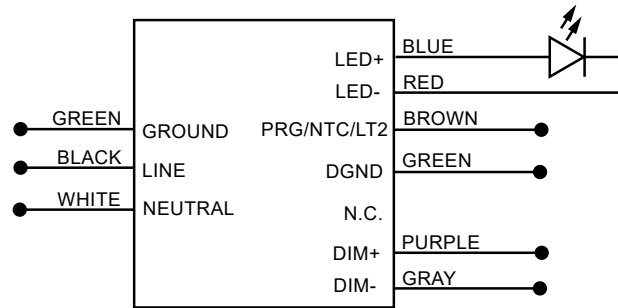 LED+ BLUE
LED- RED
GREEN GROUND PRG/NTC/LT2 BROWN
BLACK LINE DGND GREEN
WHITE NEUTRAL N.C.
DIM+ PURPLE
DIM- GRAY